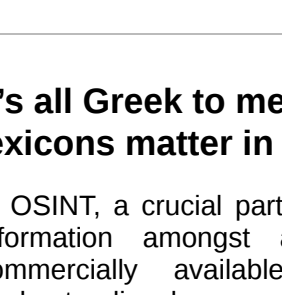 's all Greek to me
exicons matter in
OSINT, a crucial part
formation amongst
ommercially available